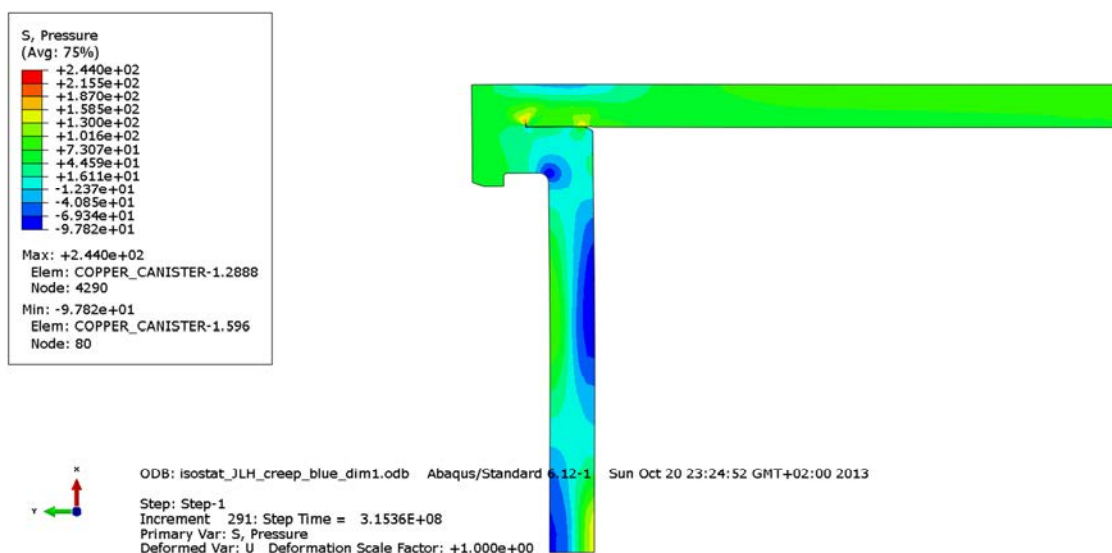 S, Pressure
(Avg: 75%)
+2.440e+02
+2.155e+02
+1.870e+02
+1.585e+02
+1.300e+02
+1.016e+02
+7.307e+01
+4.459e+01
+1.611e+01
-1.237e+01
-4.085e+01
-6.934e+01
-9.782e+01
Max: +2.440e+02
Elem: COPPER_CANISTER-1.2888
Node: 4290
Min: -9.782e+01
Elem: COPPER_CANISTER-1.596
Node: 80
X
Y
ODB: isostat_JLH_creep_blue_dim1.odb Abaqus/Standard 6.12-1 Sun Oct 20 23:24:52 GMT+02:00 2013
Step: Step-1
Increment 291: Step Time = 3.1536E+08
Primary Var: S, Pressure
Deformed Var: U Deformation Scale Factor: +1.000e+00